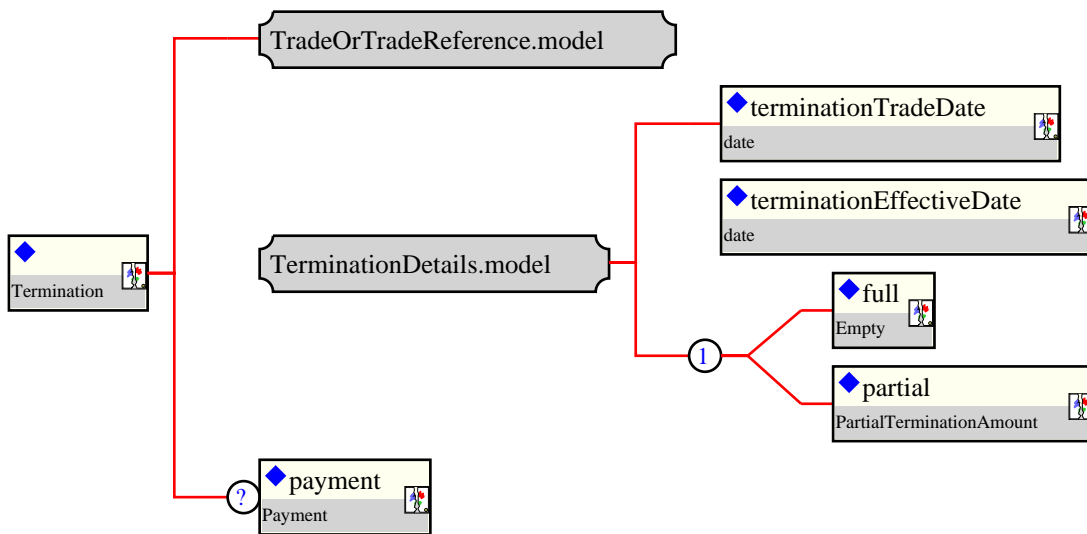 TradeOrTradeReference.model
terminationTradeDate
date
terminationEffectiveDate
date
Termination
TerminationDetails.model
full
Empty
1
partial
PartialTerminationAmount
?
payment
Payment